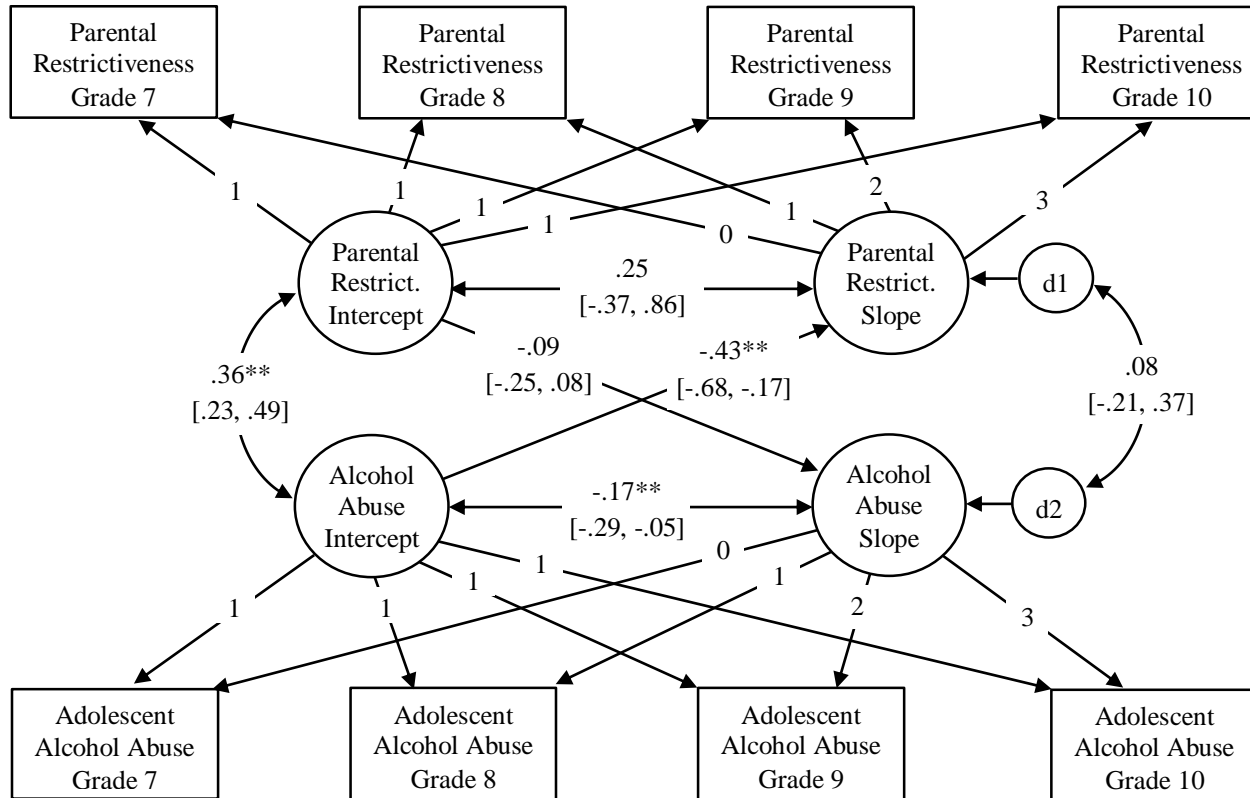 Parental
Restrictiveness
Grade 7
Parental
Restrictiveness
Grade 8
Parental
Restrictiveness
Grade 9
Parental
Restrictiveness
Grade 10
1
1
1
1
0
1
2
3
Parental
Restrict.
Intercept
.25
[-.37, .86]
Parental
Restrict.
Slope
d1
.36**
[.23, .49]
-.09
[-.25, .08]
-.43**
[-.68, -.17]
.08
[-.21, .37]
Alcohol
Abuse
Intercept
-.17**
[-.29, -.05]
Alcohol
Abuse
Slope
d2
1
1
1
1
0
1
2
3
Adolescent
Alcohol Abuse
Grade 7
Adolescent
Alcohol Abuse
Grade 8
Adolescent
Alcohol Abuse
Grade 9
Adolescent
Alcohol Abuse
Grade 10